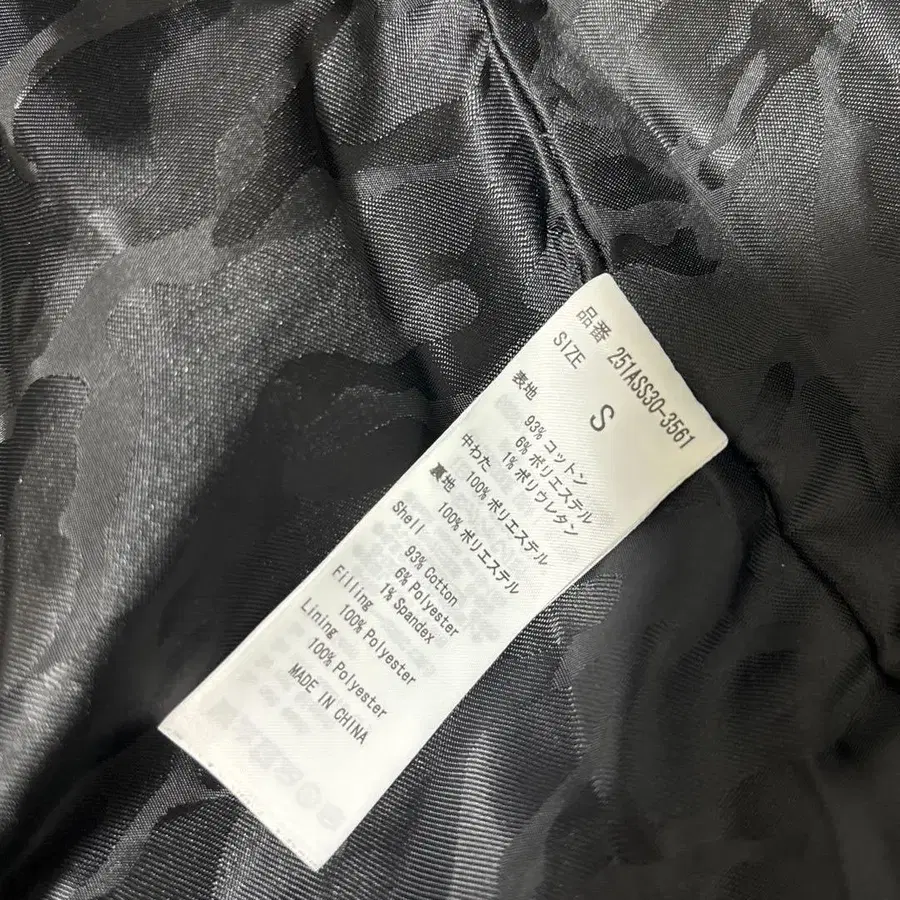 品番 251ASS30-3561
SIZE S
表地
93% コットン
6% ポリエステル
1% ポリウレタン
中わた
100% ポリエステル
裏地
100% ポリエステル
Shell
93% Cotton
6% Polyester
1% Spandex
Filling
100% Polyester
Lining
100% Polyester
MADE IN CHINA